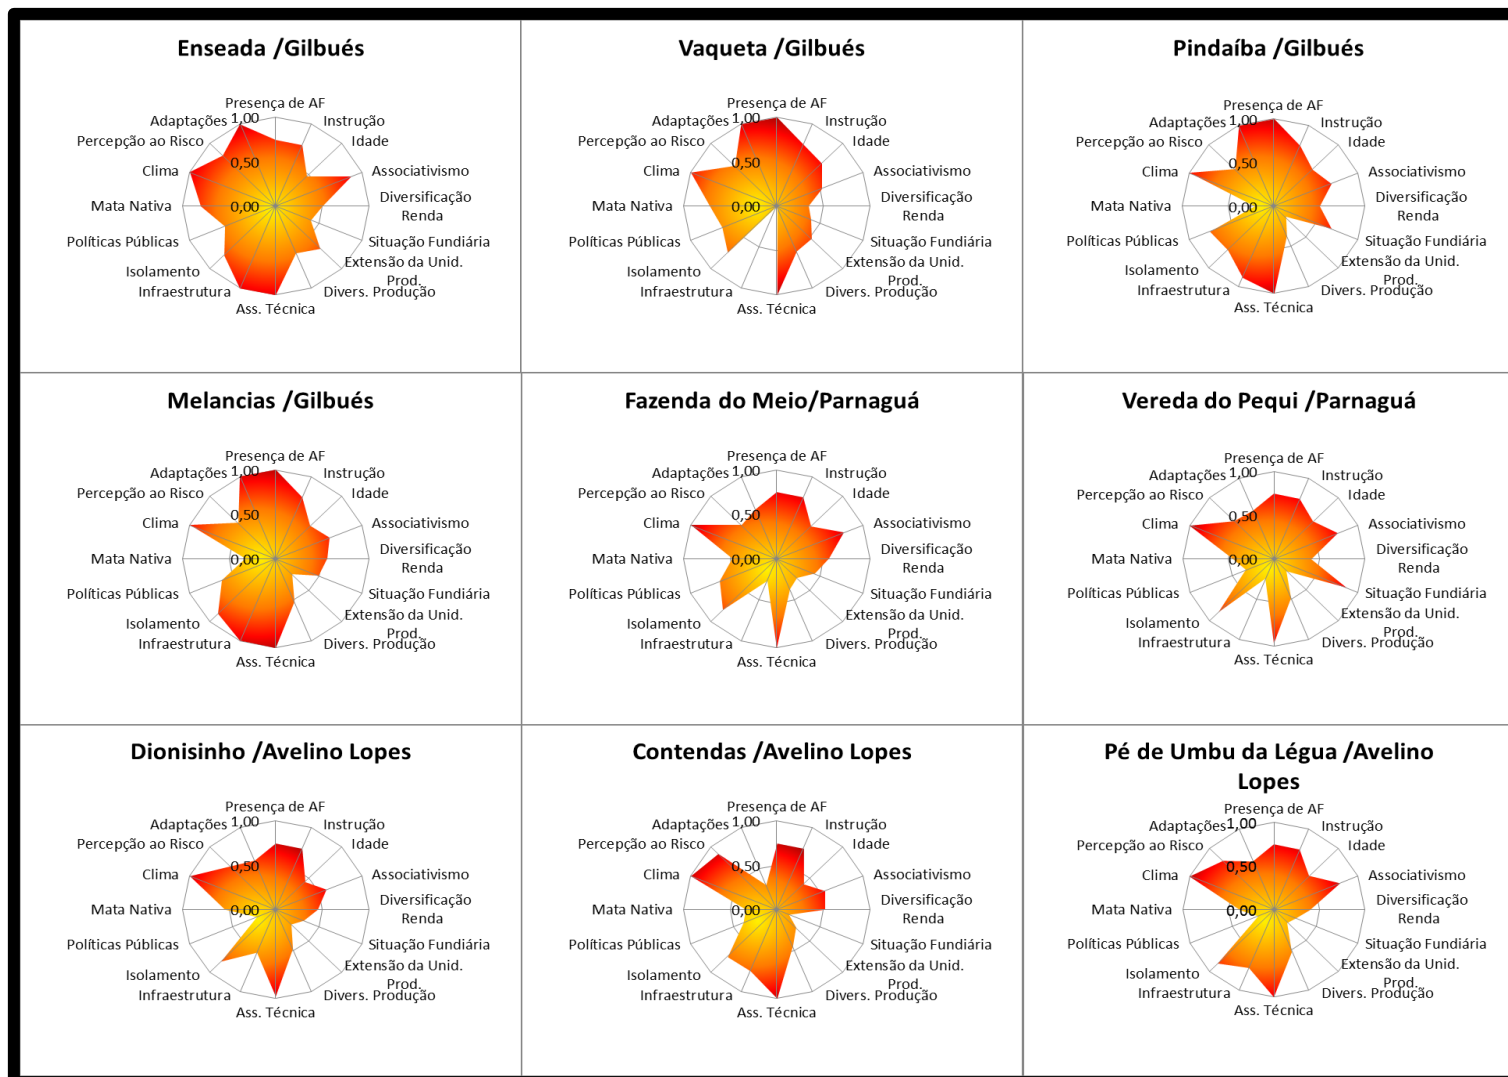 Enseada /Gilbués
Presença de AF
1,00
Adaptações
Instrução
Percepção ao Risco
Idade
0,50
Clima
Associativismo
Mata Nativa
0,00
Diversificação
Renda
Políticas Públicas
Situação Fundiária
Isolamento
Extensão da Unid.
Prod.
Infraestrutura
Divers. Produção
Ass. Técnica
Vaqueta /Gilbués
Presença de AF
1,00
Adaptações
Instrução
Percepção ao Risco
Idade
0,50
Clima
Associativismo
Mata Nativa
0,00
Diversificação
Renda
Políticas Públicas
Situação Fundiária
Isolamento
Extensão da Unid.
Prod.
Infraestrutura
Divers. Produção
Ass. Técnica
Pindaíba /Gilbués
Presença de AF
1,00
Adaptações
Instrução
Percepção ao Risco
Idade
0,50
Clima
Associativismo
Mata Nativa
0,00
Diversificação
Renda
Políticas Públicas
Situação Fundiária
Isolamento
Extensão da Unid.
Prod.
Infraestrutura
Divers. Produção
Ass. Técnica
Melancias /Gilbués
Presença de AF
1,00
Adaptações
Instrução
Percepção ao Risco
Idade
0,50
Clima
Associativismo
Mata Nativa
0,00
Diversificação
Renda
Políticas Públicas
Situação Fundiária
Isolamento
Extensão da Unid.
Prod.
Infraestrutura
Divers. Produção
Ass. Técnica
Fazenda do Meio/Parnaguá
Presença de AF
1,00
Adaptações
Instrução
Percepção ao Risco
Idade
0,50
Clima
Associativismo
Mata Nativa
0,00
Diversificação
Renda
Políticas Públicas
Situação Fundiária
Isolamento
Extensão da Unid.
Prod.
Infraestrutura
Divers. Produção
Ass. Técnica
Vereda do Pequi /Parnaguá
Presença de AF
1,00
Adaptações
Instrução
Percepção ao Risco
Idade
0,50
Clima
Associativismo
Mata Nativa
0,00
Diversificação
Renda
Políticas Públicas
Situação Fundiária
Isolamento
Extensão da Unid.
Prod.
Infraestrutura
Divers. Produção
Ass. Técnica
Dionisinho /Avelino Lopes
Presença de AF
1,00
Adaptações
Instrução
Percepção ao Risco
Idade
0,50
Clima
Associativismo
Mata Nativa
0,00
Diversificação
Renda
Políticas Públicas
Situação Fundiária
Isolamento
Extensão da Unid.
Prod.
Infraestrutura
Divers. Produção
Ass. Técnica
Contendas /Avelino Lopes
Presença de AF
1,00
Adaptações
Instrução
Percepção ao Risco
Idade
0,50
Clima
Associativismo
Mata Nativa
0,00
Diversificação
Renda
Políticas Públicas
Situação Fundiária
Isolamento
Extensão da Unid.
Prod.
Infraestrutura
Divers. Produção
Ass. Técnica
Pé de Umbu da Légua /Avelino
Lopes
Presença de AF
1,00
Adaptações
Instrução
Percepção ao Risco
Idade
0,50
Clima
Associativismo
Mata Nativa
0,00
Diversificação
Renda
Políticas Públicas
Situação Fundiária
Isolamento
Extensão da Unid.
Prod.
Infraestrutura
Divers. Produção
Ass. Técnica